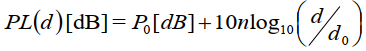 PL(d)[dB] = P₀[dB] + 10nlog₁₀(d/d₀)